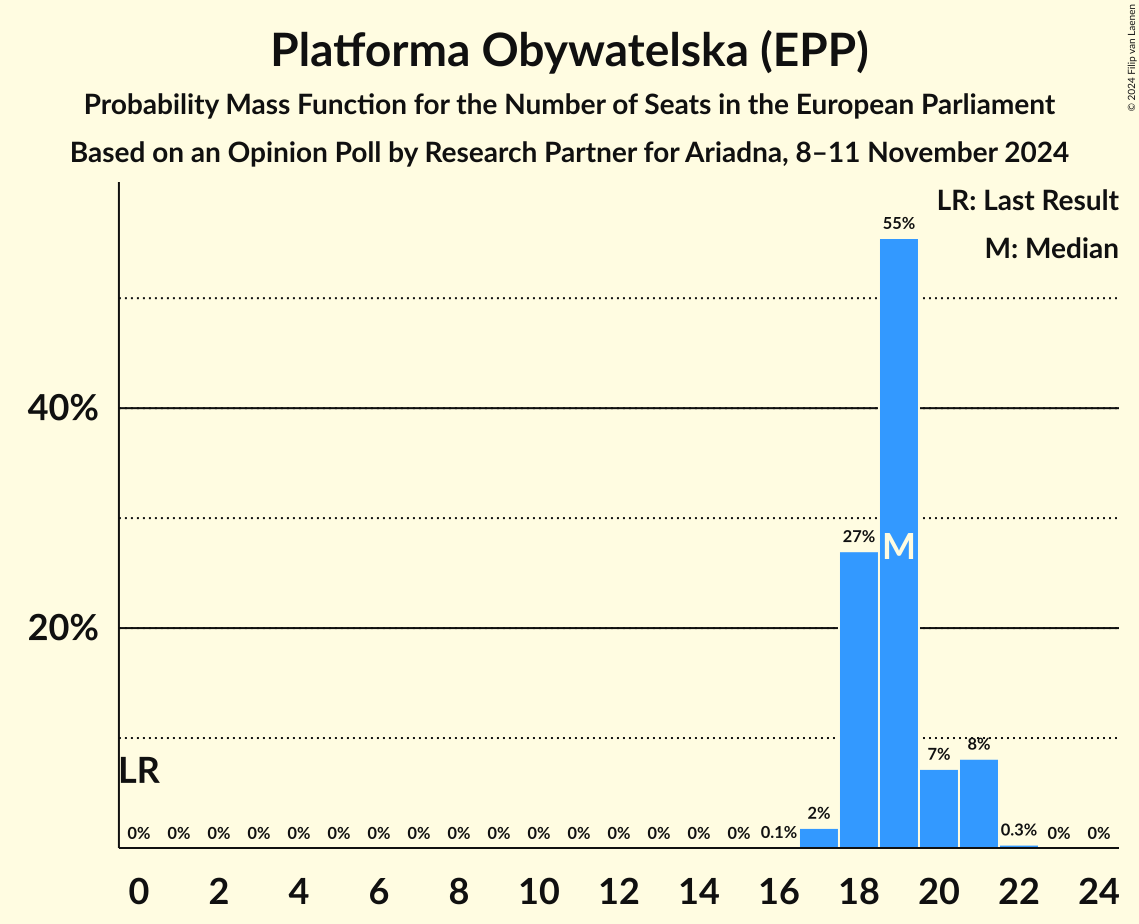 Platforma Obywatelska (EPP)
Probability Mass Function for the Number of Seats in the European Parliament
Based on an Opinion Poll by Research Partner for Ariadna, 8–11 November 2024
© 2024 Filip van Laenen
LR: Last Result
M: Median
55%
40%
27%
M
20%
8%
7%
LR
2%
0% 0% 0% 0% 0% 0% 0% 0% 0% 0% 0% 0% 0% 0% 0% 0% 0.1% 0.3% 0% 0%
0 2 4 6 8 10 12 14 16 18 20 22 24